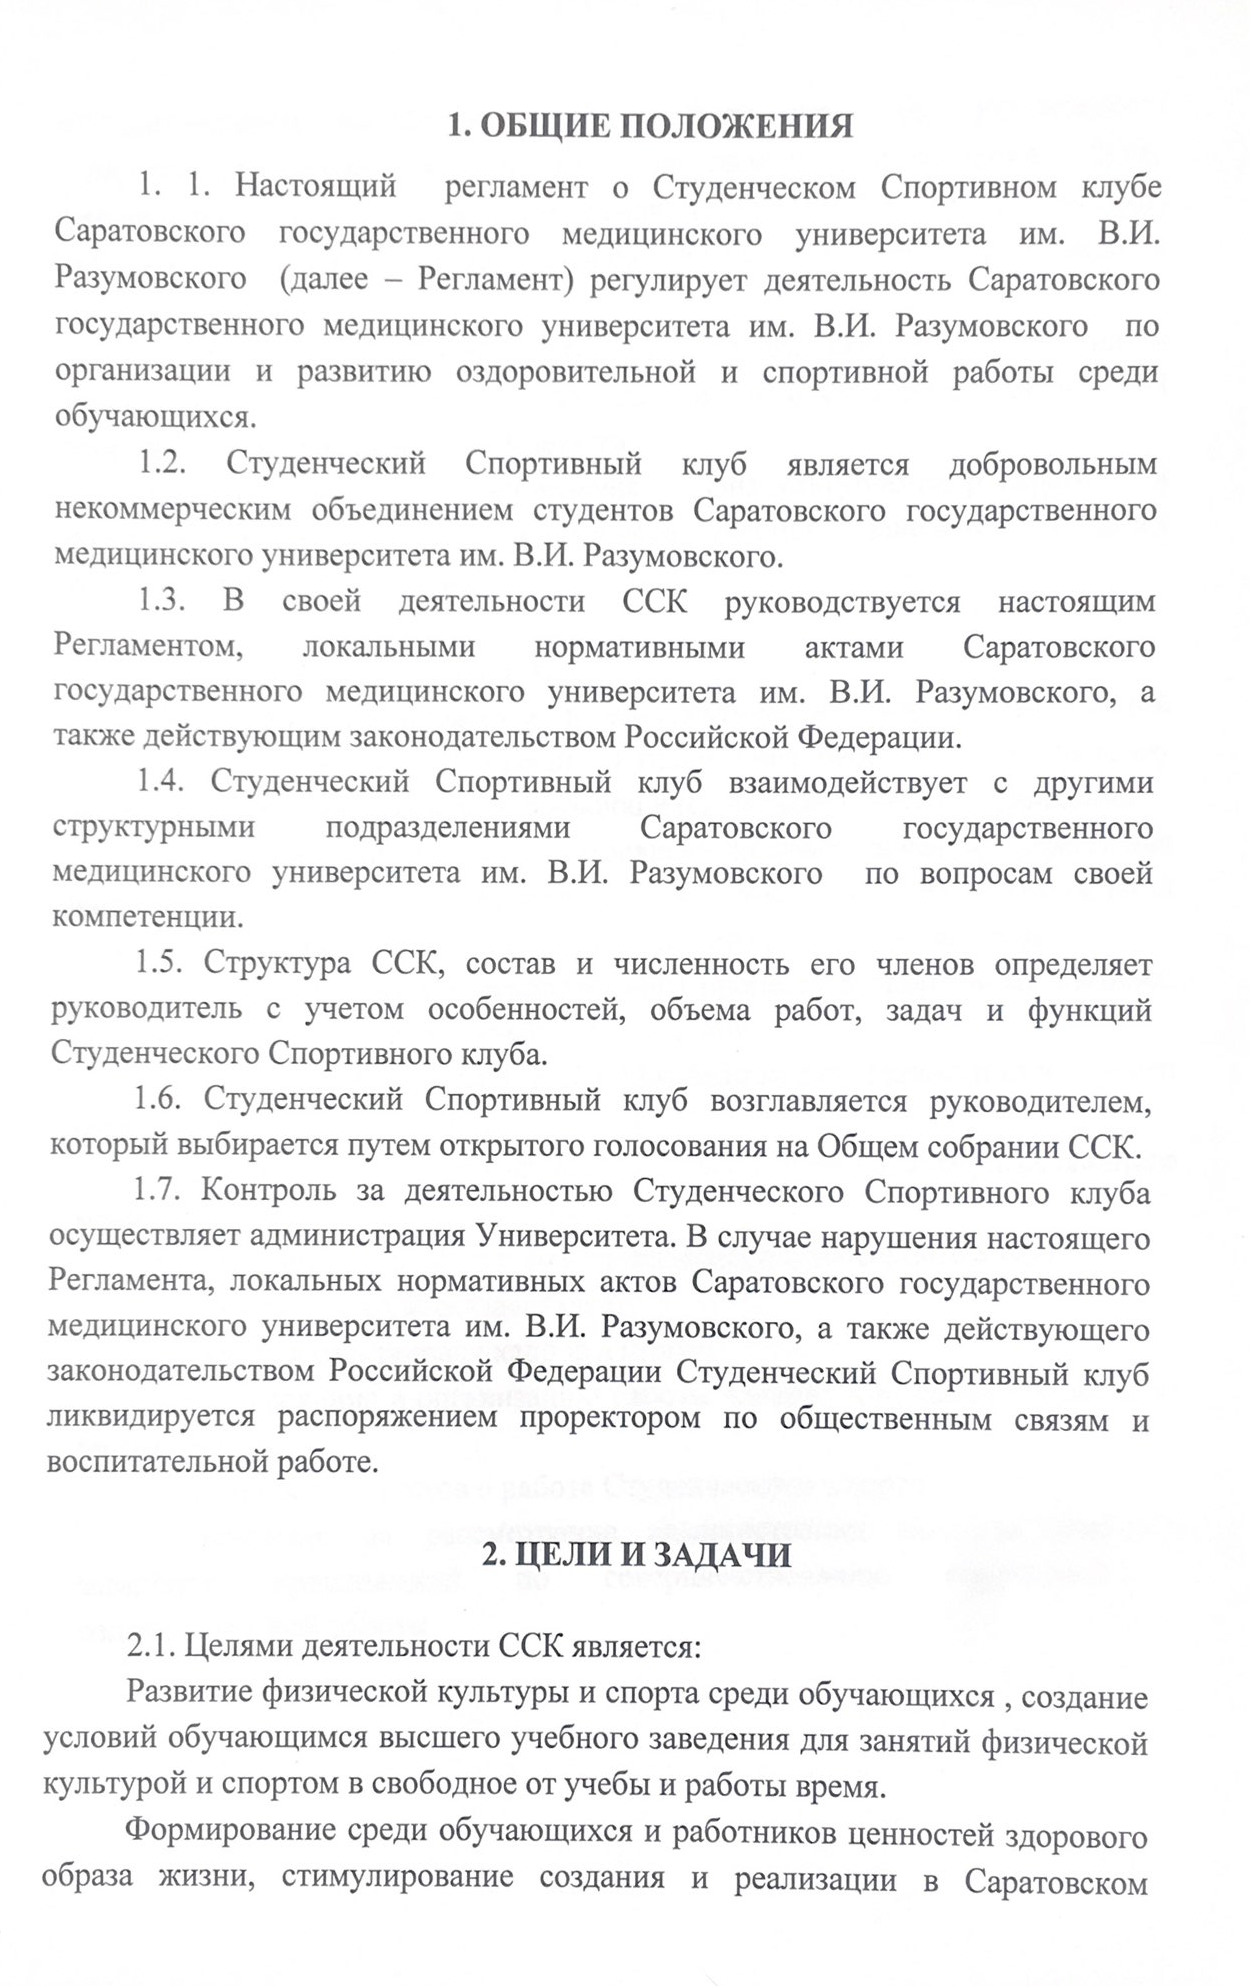 1. ОБЩИЕ ПОЛОЖЕНИЯ
1. 1. Настоящий регламент о Студенческом Спортивном клубе
Саратовского государственного медицинского университета им. В.И.
Разумовского (далее – Регламент) регулирует деятельность Саратовского
государственного медицинского университета им. В.И. Разумовского по
организации и развитию оздоровительной и спортивной работы среди
обучающихся.
1.2. Студенческий Спортивный клуб является добровольным
некоммерческим объединением студентов Саратовского государственного
медицинского университета им. В.И. Разумовского.
1.3. В своей деятельности ССК руководствуется настоящим
Регламентом, локальными нормативными актами Саратовского
государственного медицинского университета им. В.И. Разумовского, а
также действующим законодательством Российской Федерации.
1.4. Студенческий Спортивный клуб взаимодействует с другими
структурными подразделениями Саратовского государственного
медицинского университета им. В.И. Разумовского по вопросам своей
компетенции.
1.5. Структура ССК, состав и численность его членов определяет
руководитель с учетом особенностей, объема работ, задач и функций
Студенческого Спортивного клуба.
1.6. Студенческий Спортивный клуб возглавляется руководителем,
который выбирается путем открытого голосования на Общем собрании ССК.
1.7. Контроль за деятельностью Студенческого Спортивного клуба
осуществляет администрация Университета. В случае нарушения настоящего
Регламента, локальных нормативных актов Саратовского государственного
медицинского университета им. В.И. Разумовского, а также действующего
законодательством Российской Федерации Студенческий Спортивный клуб
ликвидируется распоряжением проректором по общественным связям и
воспитательной работе.
2. ЦЕЛИ И ЗАДАЧИ
2.1. Целями деятельности ССК является:
Развитие физической культуры и спорта среди обучающихся , создание
условий обучающимся высшего учебного заведения для занятий физической
культурой и спортом в свободное от учебы и работы время.
Формирование среди обучающихся и работников ценностей здорового
образа жизни, стимулирование создания и реализации в Саратовском